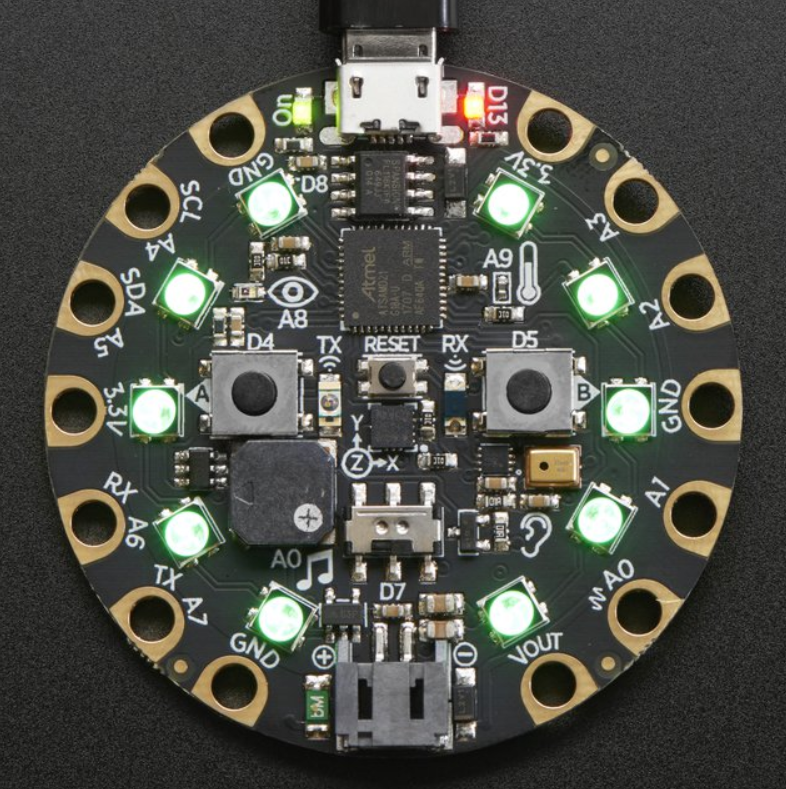 On
D13
GND
D8
3.3V
SCL
A4
A3
SDA
A5
A8
Atmel
A9
A2
D4
TX
RESET
RX
D5
3.3V
A
B
GND
Y
Z
X
RX
A6
A1
TX
A7
A0
D7
A0
GND
VOUT